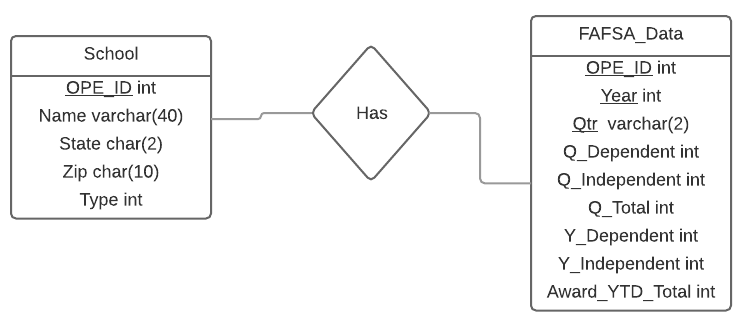 School
OPE_ID int
Name varchar(40)
State char(2)
Zip char(10)
Type int
Has
FAFSA_Data
OPE_ID int
Year int
Qtr varchar(2)
Q_Dependent int
Q_Independent int
Q_Total int
Y_Dependent int
Y_Independent int
Award_YTD_Total int